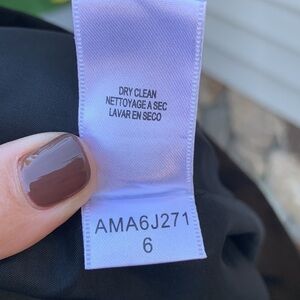 DRY CLEAN
NETTOYAGE A SEC
LAVAR EN SECO
AMA6J271
6